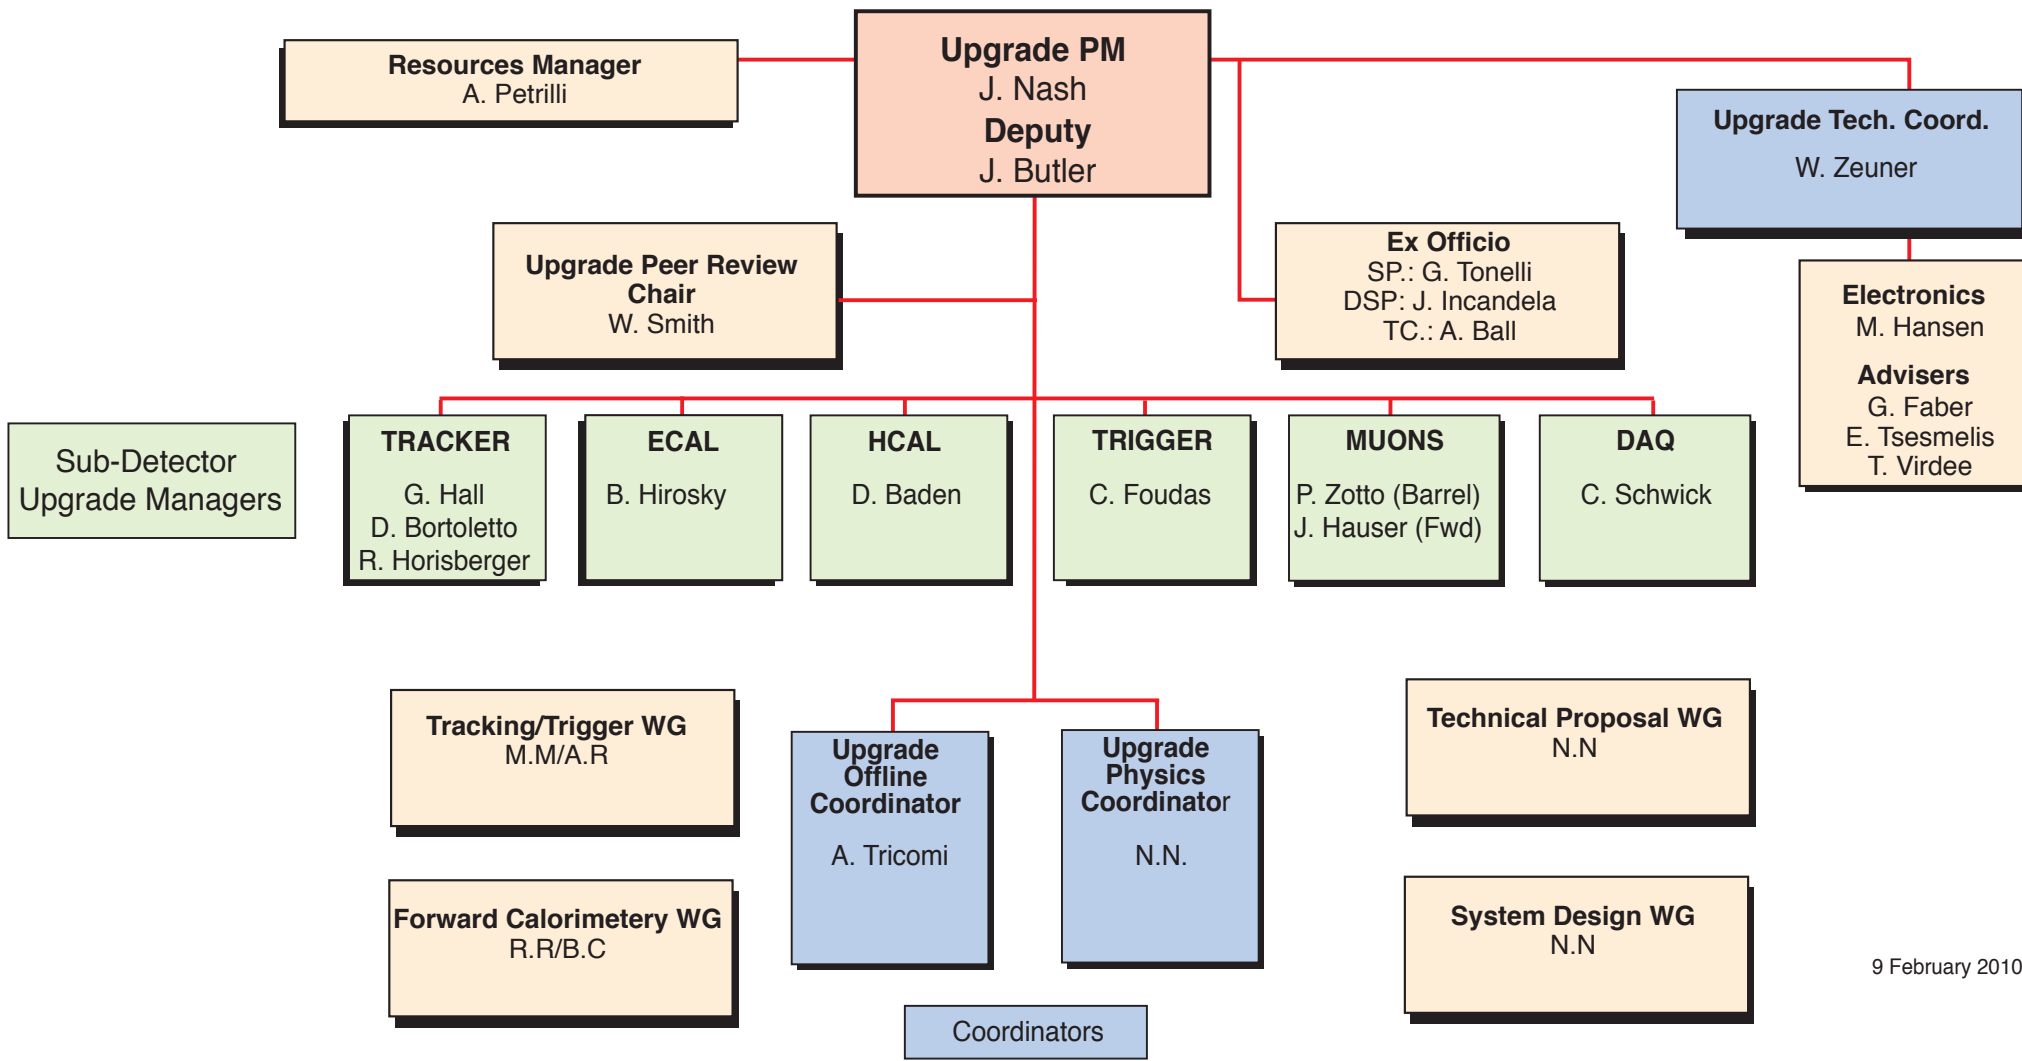 Resources Manager
A. Petrilli
Upgrade PM
J. Nash
Deputy
J. Butler
Upgrade Tech. Coord.
W. Zeuner
Upgrade Peer Review
Chair
W. Smith
Ex Officio
SP.: G. Tonelli
DSP: J. Incandela
TC.: A. Ball
Electronics
M. Hansen
Advisers
G. Faber
E. Tsesmelis
T. Virdee
Sub-Detector
Upgrade Managers
TRACKER
G. Hall
D. Bortoletto
R. Horisberger
ECAL
B. Hirosky
HCAL
D. Baden
TRIGGER
C. Foudas
MUONS
P. Zotto (Barrel)
J. Hauser (Fwd)
DAQ
C. Schwick
Tracking/Trigger WG
M.M/A.R
Upgrade
Offline
Coordinator
A. Tricomi
Upgrade
Physics
Coordinator
N.N.
Technical Proposal WG
N.N
Forward Calorimetery WG
R.R/B.C
System Design WG
N.N
9 February 2010
Coordinators